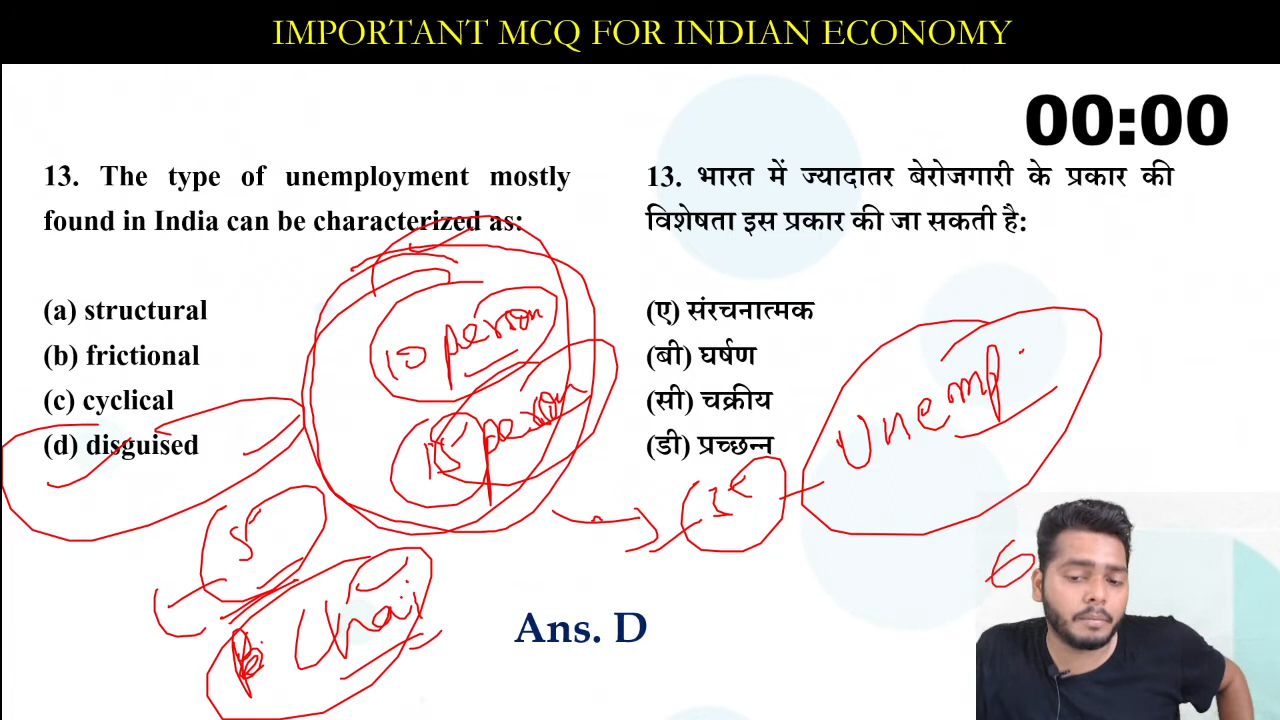 IMPORTANT MCQ FOR INDIAN ECONOMY
00:00
13. The type of unemployment mostly
found in India can be characterized as:
(a) structural
(b) frictional
(c) cyclical
(d) disguised
13. भारत में ज्यादातर बेरोजगारी के प्रकार की
विशेषता इस प्रकार की जा सकती है:
(ए) संरचनात्मक
(बी) घर्षण
(सी) चक्रीय
(डी) प्रच्छन्न
10 person
15 person
Unemp.
5
Chai
Ans. D